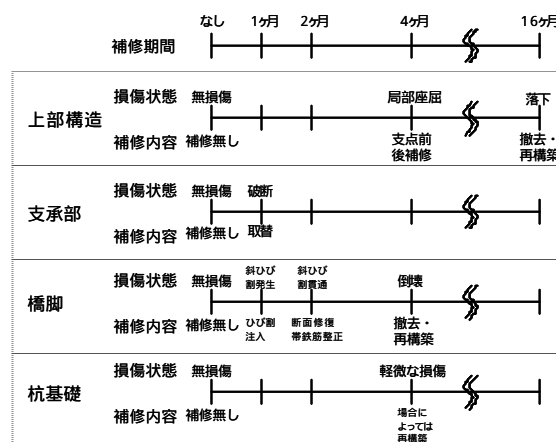 なし 1ヶ月 2ヶ月 4ヶ月 16ヶ月
補修期間
上部構造
損傷状態 無損傷 局部座屈 落下
補修内容 補修無し 支点前 撤去・
後補修 再構築
支承部
損傷状態 無損傷 破断
補修内容 補修無し 取替
橋脚
損傷状態 無損傷 斜ひび 斜ひび 倒壊
割発生 割貫通
補修内容 補修無し ひび割 断面修復 撤去・
注入 帯鉄筋整正 再構築
杭基礎
損傷状態 無損傷 軽微な損傷
補修内容 補修無し 場合に
よっては
再構築